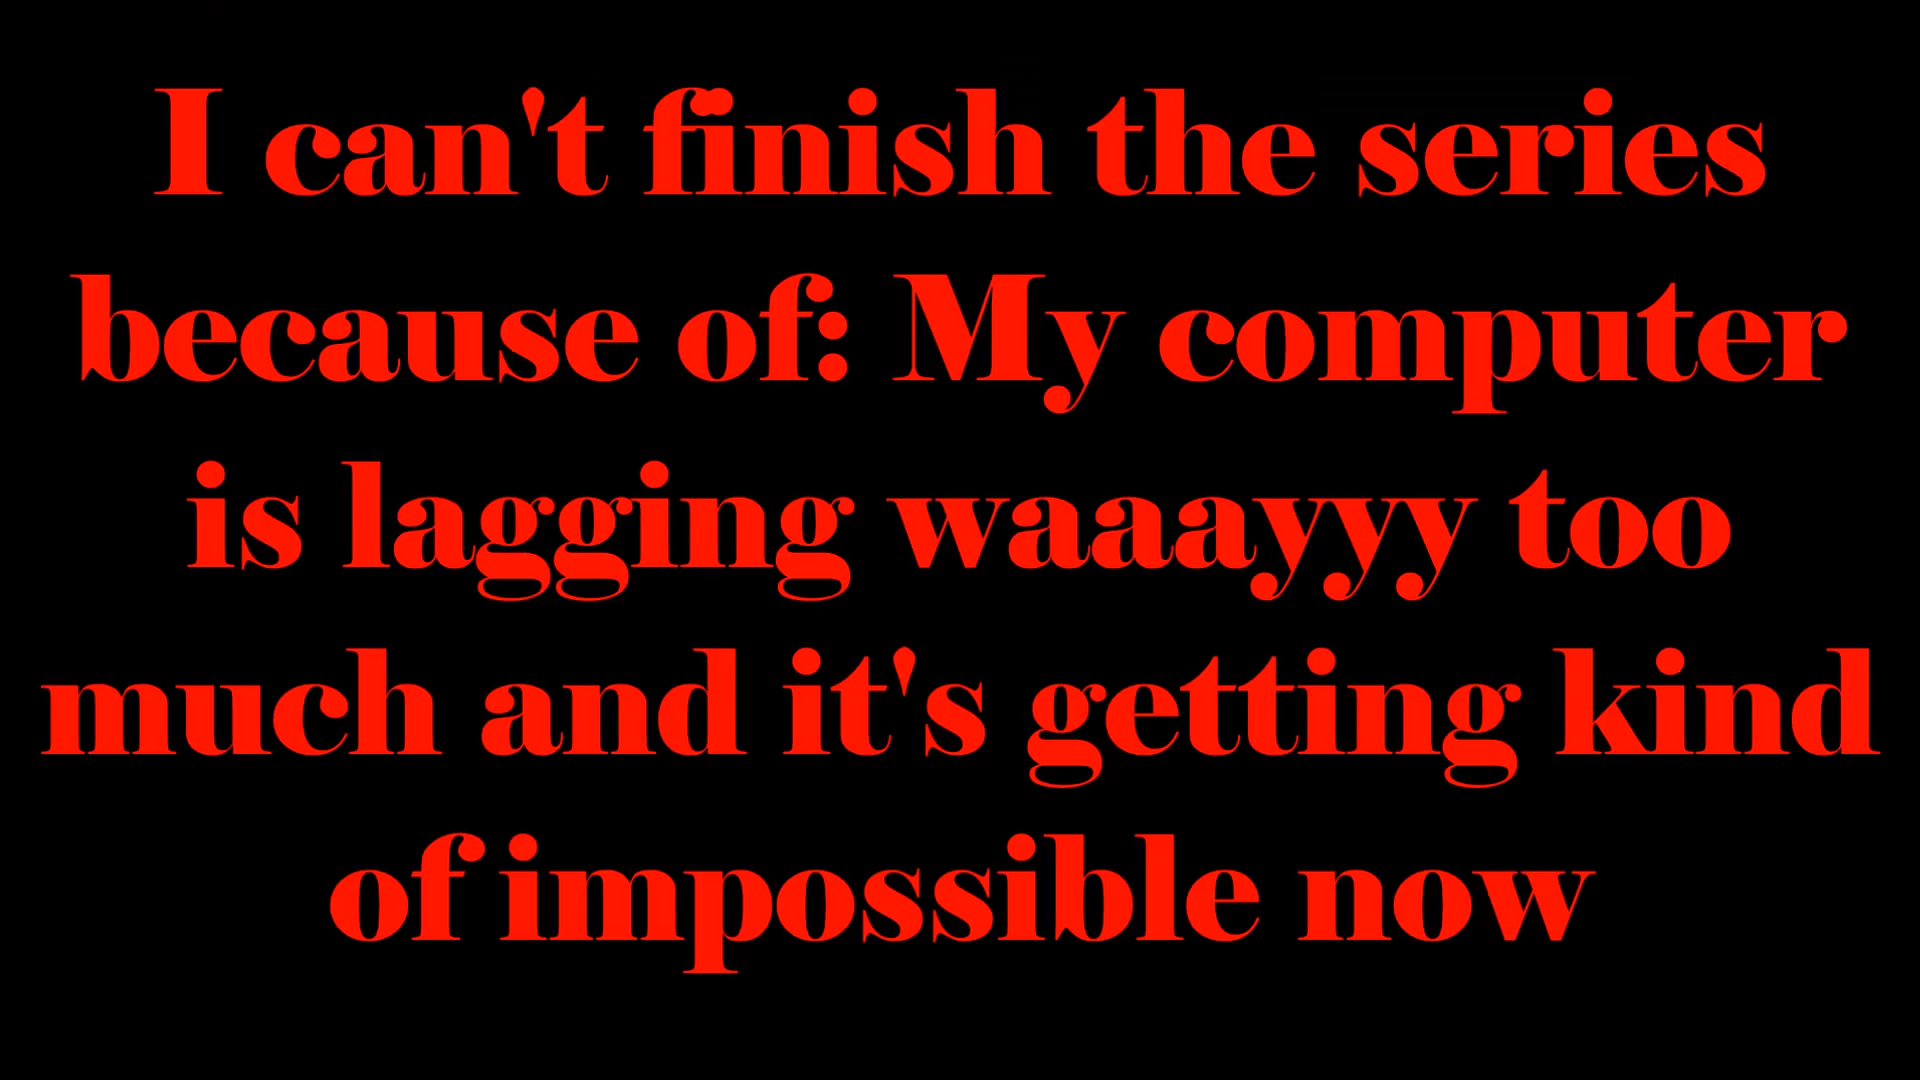 I can't finish the series
because of: My computer
is lagging waaayyy too
much and it's getting kind
of impossible now